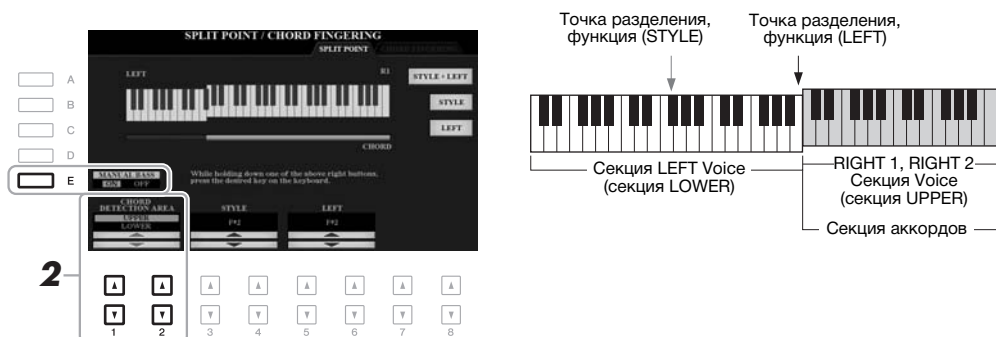 SPLIT POINT / CHORD FINGERING
SPLIT POINT
CHORD FINGERING
LEFT
R1
STYLE + LEFT
STYLE
LEFT
CHORD
A
B
C
D
E
MANUAL BASS
ON OFF
While holding down one of the above right buttons,
press the desired key on the keyboard.
CHORD
DETECTION AREA
UPPER
LOWER
STYLE
F#2
LEFT
F#2
2
1 2 3 4 5 6 7 8
Точка разделения,
функция (STYLE)
Точка разделения,
функция (LEFT)
Секция LEFT Voice
(секция LOWER)
RIGHT 1, RIGHT 2
Секция Voice
(секция UPPER)
Секция аккордов